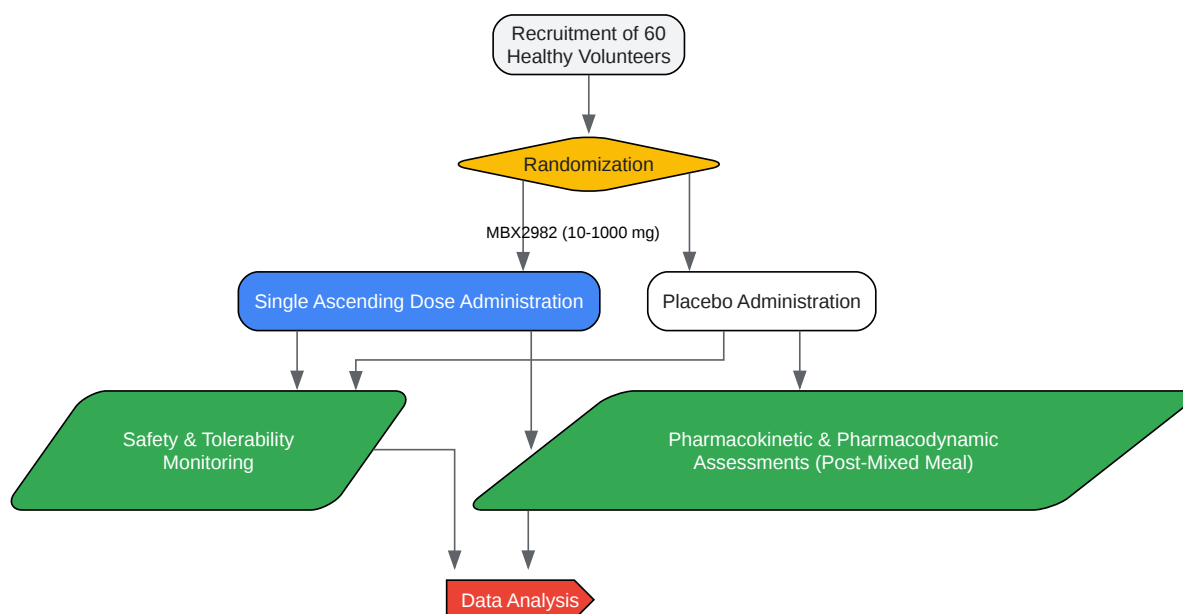 Recruitment of 60
Healthy Volunteers
Randomization
MBX2982 (10-1000 mg)
Single Ascending Dose Administration
Placebo Administration
Safety & Tolerability
Monitoring
Pharmacokinetic & Pharmacodynamic
Assessments (Post-Mixed Meal)
Data Analysis